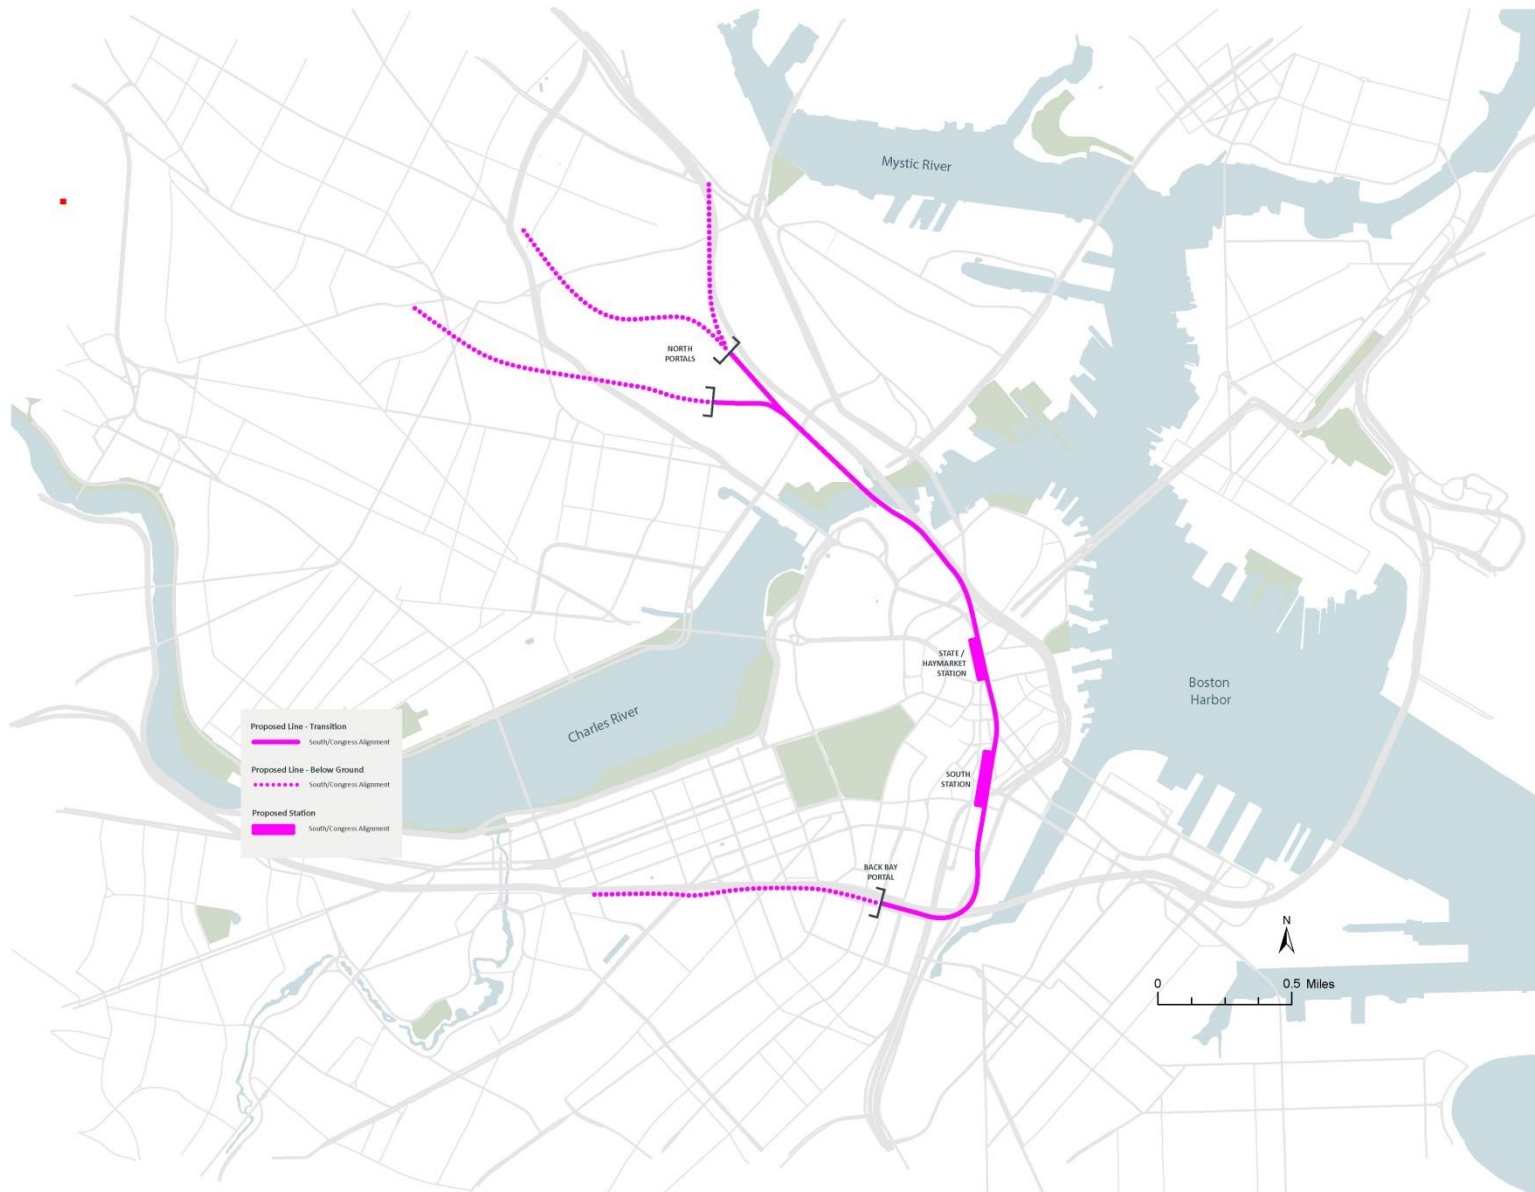 Mystic River
NORTH
PORTALS
STATE /
HAYMARKET
STATION
Boston
Harbor
Charles River
Proposed Line - Transition
South/Congress Alignment
Proposed Line - Below Ground
South/Congress Alignment
Proposed Station
South/Congress Alignment
SOUTH
STATION
BACK BAY
PORTAL
N
0 0.5 Miles